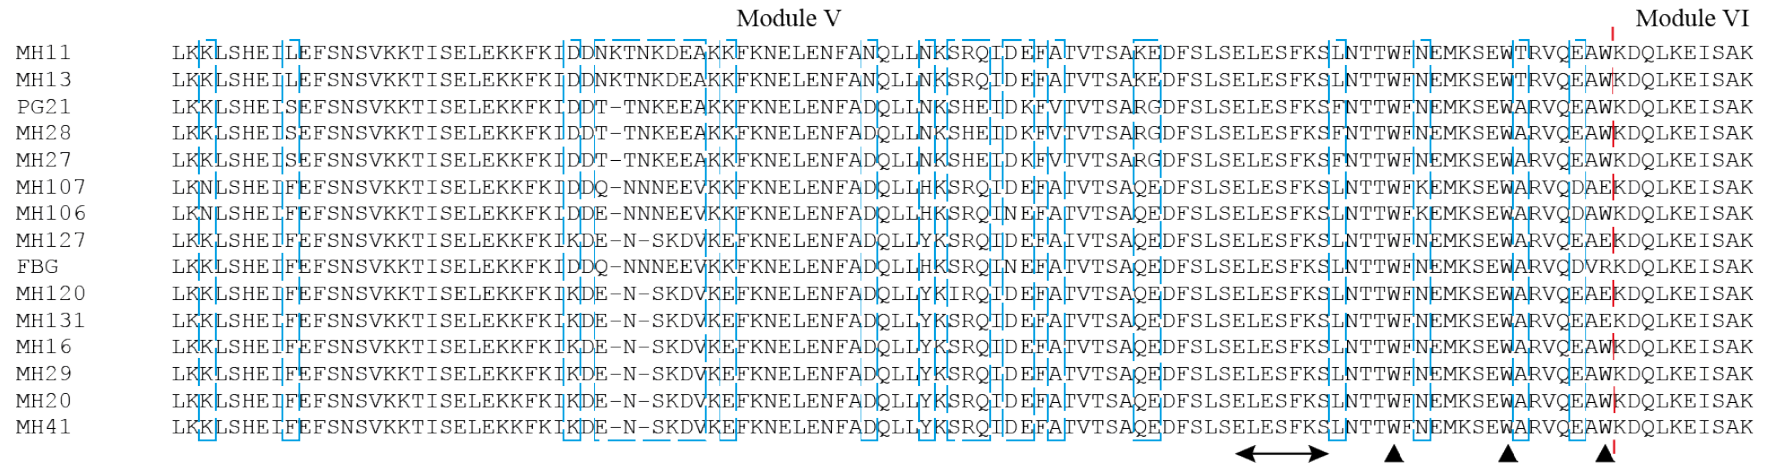 Module V Module VI
MH11 LKKLSHEILEFSNSVKKTISELEKKFKIDDNKTNKDEAKKFKNELENFANQLLNKSRQIDEFATVTSAKEDFSLSELESFKSLNTTWFNEMKSEWTRVQEAWKDQLKEISAK
MH13 LKKLSHEILEFSNSVKKTISELEKKFKIDDNKTNKDEAKKFKNELENFANQLLNKSRQIDEFATVTSAKEDFSLSELESFKSLNTTWFNEMKSEWTRVQEAWKDQLKEISAK
PG21 LKKLSHEISEFSNSVKKTISELEKKFKIDDT-TNKEEAKKFKNELENFADQLLNKSHEIDKFVTVTSARGDFSLSELESFKSFNTTWFNEMKSEWARVQEAWKDQLKEISAK
MH28 LKKLSHEISEFSNSVKKTISELEKKFKIDDT-TNKEEAKKFKNELENFADQLLNKSHEIDKFVTVTSARGDFSLSELESFKSFNTTWFNEMKSEWARVQEAWKDQLKEISAK
MH27 LKKLSHEISEFSNSVKKTISELEKKFKIDDT-TNKEEAKKFKNELENFADQLLNKSHEIDKFVTVTSARGDFSLSELESFKSFNTTWFNEMKSEWARVQEAWKDQLKEISAK
MH107 LKNLSHEIFEFSNSVKKTISELEKKFKIDDQ-NNNEEVKKFKNELENFADQLLHKSRQIDEFATVTSAQEDFSLSELESFKSLNTTWFKEMKSEWARVQDAEKDQLKEISAK
MH106 LKNLSHEIFEFSNSVKKTISELEKKFKIDDE-NNNEEVKKFKNELENFADQLLHKSRQINEFATVTSAQEDFSLSELESFKSLNTTWFKEMKSEWARVQDAWKDQLKEISAK
MH127 LKKLSHEIFEFSNSVKKTISELEKKFKIKDE-N-SKDVKEFKNELENFADQLLYKSRQIDEFATVTSAQEDFSLSELESFKSLNTTWFNEMKSEWARVQEAEKDQLKEISAK
FBG LKKLSHEIFEFSNSVKKTISELEKKFKIDDQ-NNNEEVKKFKNELENFADQLLHKSRQINEFATVTSAQEDFSLSELESFKSLNTTWFNEMKSEWARVQDVRKDQLKEISAK
MH120 LKKLSHEIFEFSNSVKKTISELEKKFKIKDE-N-SKDVKEFKNELENFADQLLYKIRQIDEFATVTSAQEDFSLSELESFKSLNTTWFNEMKSEWARVQEAEKDQLKEISAK
MH131 LKKLSHEIFEFSNSVKKTISELEKKFKIKDE-N-SKDVKEFKNELENFADQLLYKSRQIDEFATVTSAQEDFSLSELESFKSLNTTWFNEMKSEWARVQEAEKDQLKEISAK
MH16 LKKLSHEIFEFSNSVKKTISELEKKFKIKDE-N-SKDVKEFKNELENFADQLLYKSRQIDEFATVTSAQEDFSLSELESFKSLNTTWFNEMKSEWARVQEAWKDQLKEISAK
MH29 LKKLSHEIFEFSNSVKKTISELEKKFKIKDE-N-SKDVKEFKNELENFADQLLYKSRQIDEFATVTSAQEDFSLSELESFKSLNTTWFNEMKSEWARVQEAWKDQLKEISAK
MH20 LKKLSHEIFEFSNSVKKTISELEKKFKIKDE-N-SKDVKEFKNELENFADQLLYKSRQIDEFATVTSAQEDFSLSELESFKSLNTTWFNEMKSEWARVQEAWKDQLKEISAK
MH41 LKKLSHEIFEFSNSVKKTISELEKKFKIKDE-N-SKDVKEFKNELENFADQLLYKSRQIDEFATVTSAQEDFSLSELESFKSLNTTWFNEMKSEWARVQEAWKDQLKEISAK